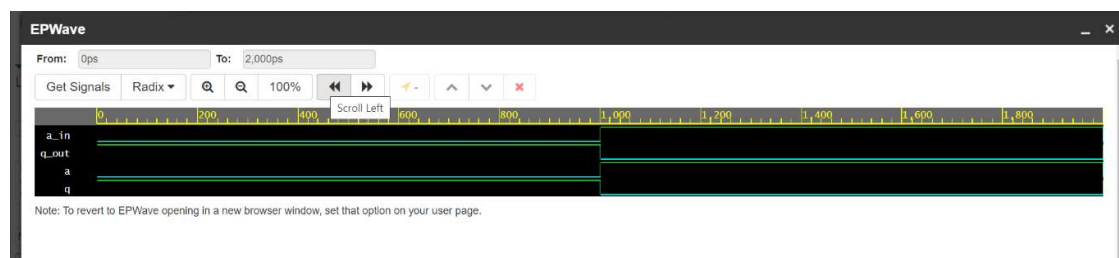 EPWave
From: 0ps To: 2,000ps
Get Signals Radix 100% -
Scroll Left
0 200 400 600 800 1,000 1,200 1,400 1,600 1,800
a_in
q_out
a
q
Note: To revert to EPWave opening in a new browser window, set that option on your user page.